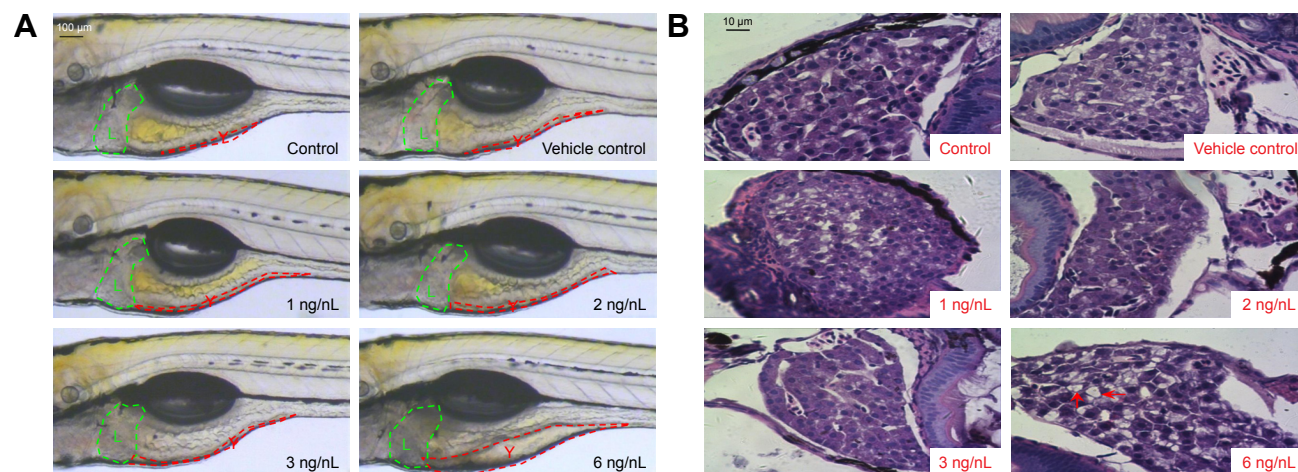 A
B
100 µm
L
Y
Control
L
Y
Vehicle control
10 µm
Control
Vehicle control
L
Y
1 ng/nL
L
Y
2 ng/nL
1 ng/nL
2 ng/nL
L
Y
3 ng/nL
L
Y
6 ng/nL
3 ng/nL
6 ng/nL